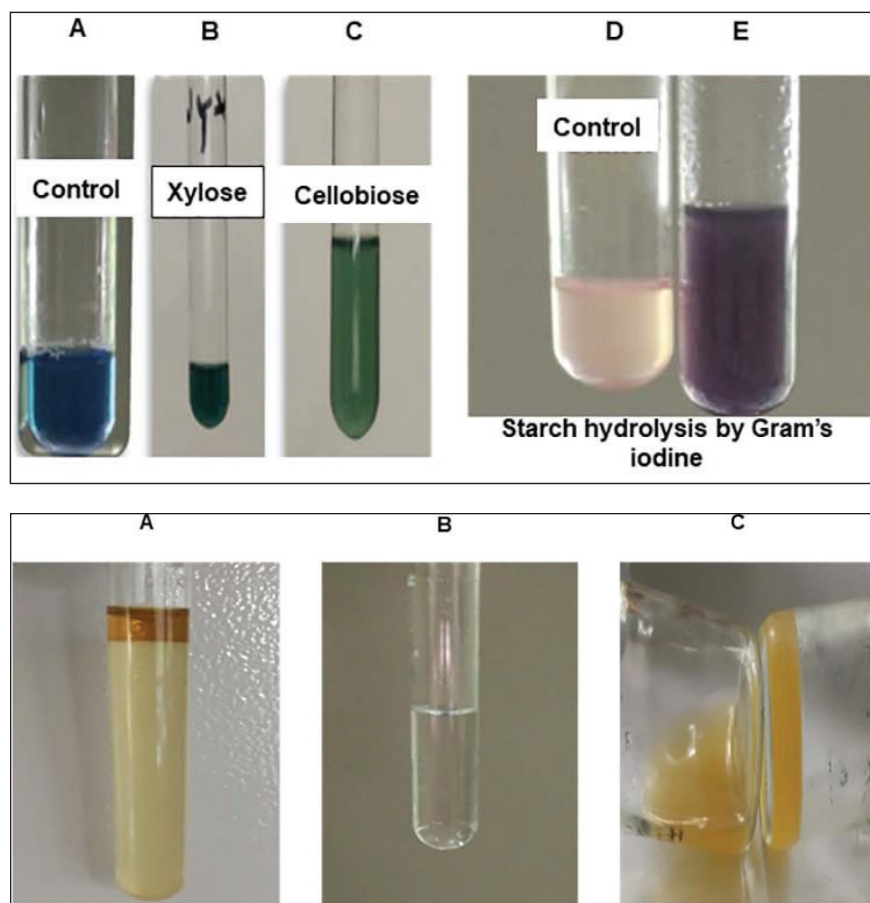 A
B
C
D
E
Control
Xylose
Cellobiose
Control
Starch hydrolysis by Gram's
iodine
A
B
C